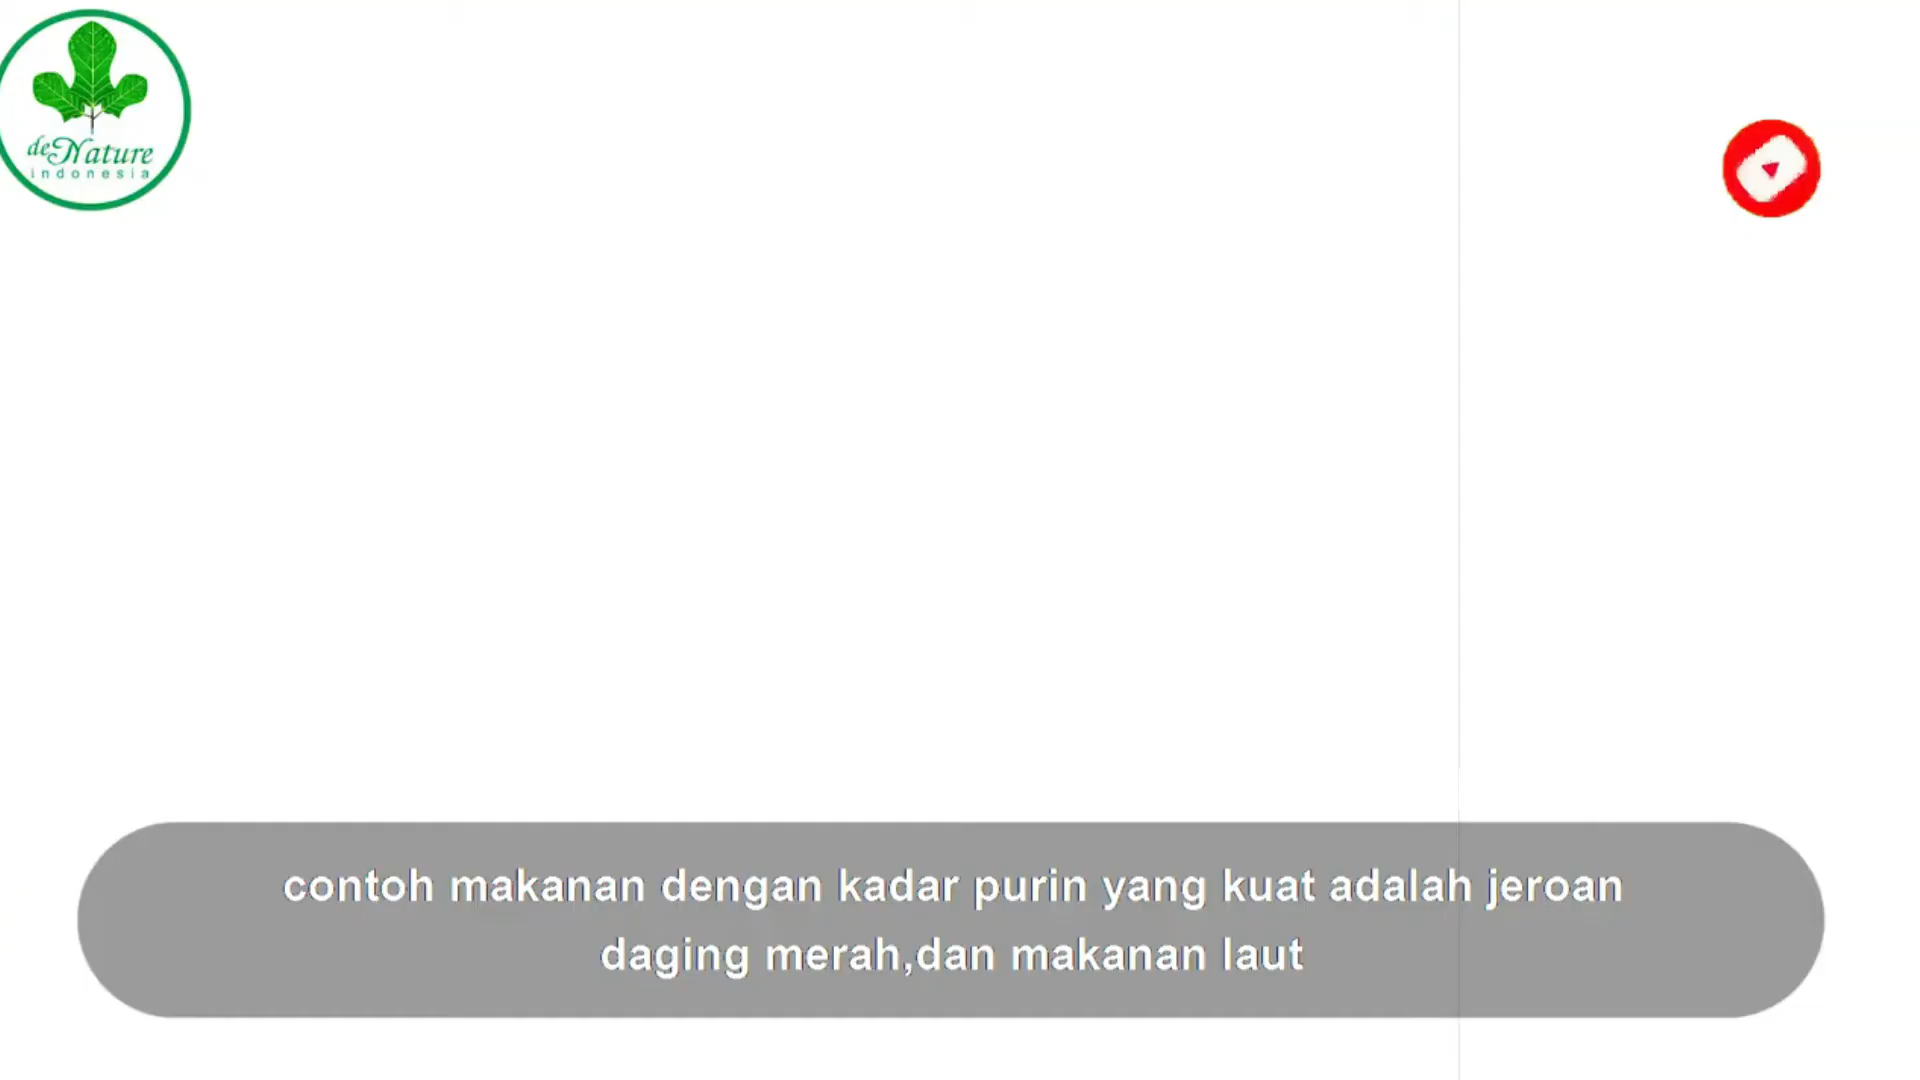 deNature
indonesia
contoh makanan dengan kadar purin yang kuat adalah jeroan
daging merah,dan makanan laut